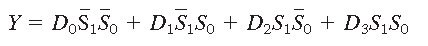 Y = D₀S̄₁S̄₀ + D₁S̄₁S₀ + D₂S₁S̄₀ + D₃S₁S₀